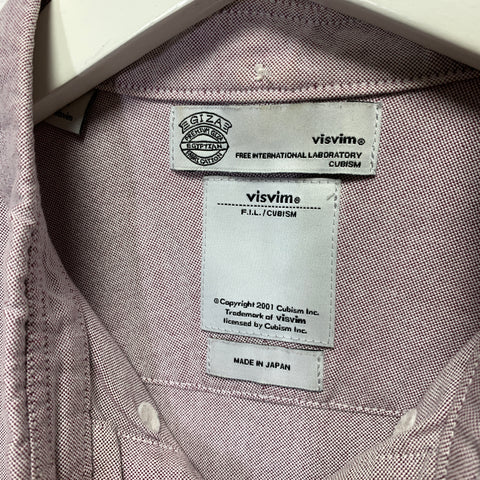 GIZA
PREMIUM GIZA
EGYPTIAN
visvim®
FREE INTERNATIONAL LABORATORY
CUBISM
visvim®
F.I.L./CUBISM
©Copyright 2001 Cubism Inc.
Trademark of visvim
licensed by Cubism Inc.
MADE IN JAPAN